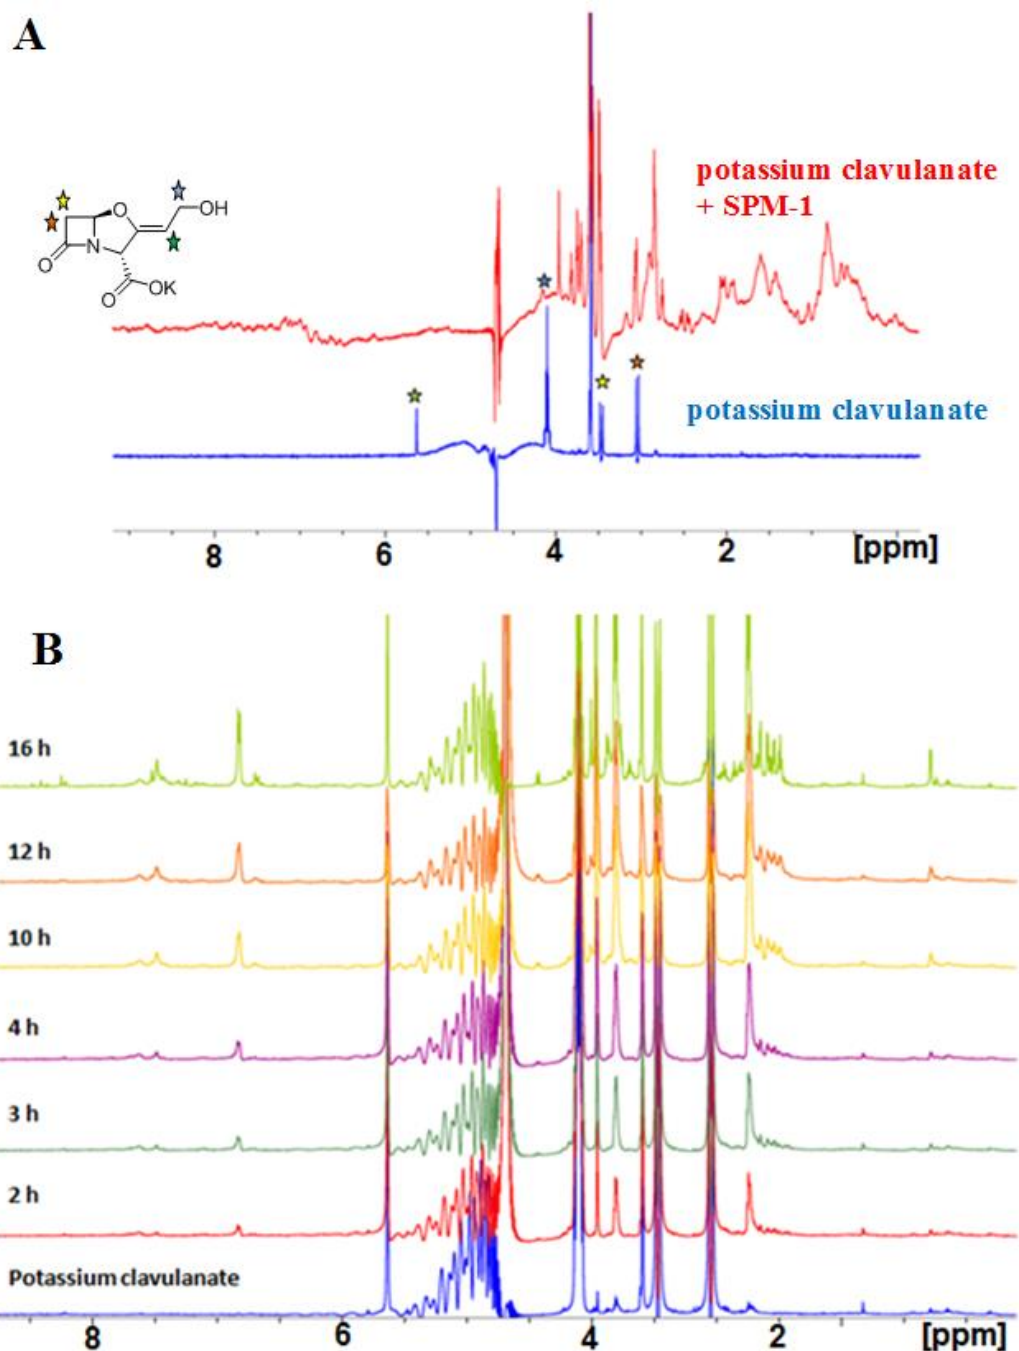 A
potassium clavulanate
+ SPM-1
O
OH
N
O
O
OK
potassium clavulanate
8 6 4 2 [ppm]
B
16 h
12 h
10 h
4 h
3 h
2 h
Potassium clavulanate
8 6 4 2 [ppm]